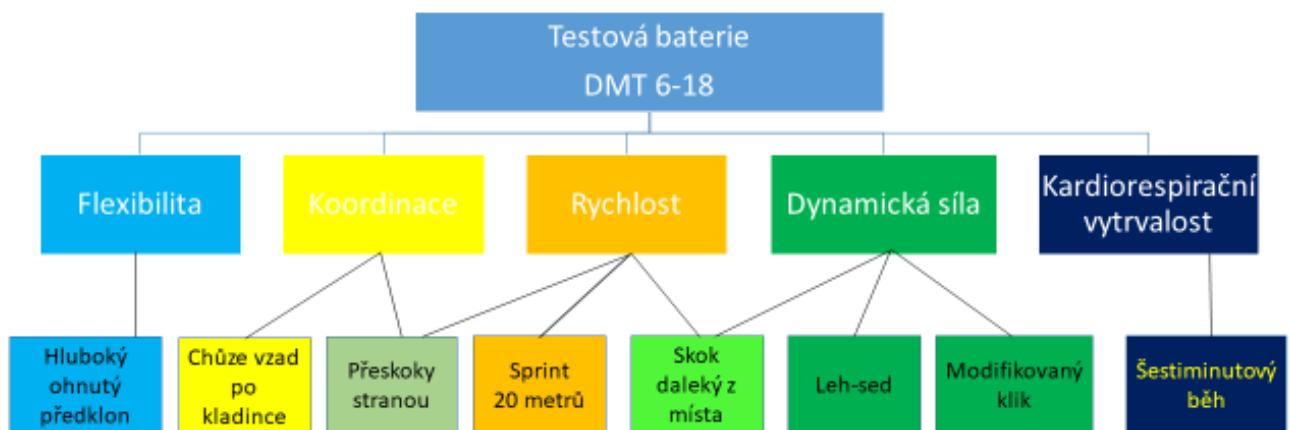 Testová baterie
DMT 6-18
Flexibilita
Koordinace
Rychlost
Dynamická síla
Kardiorespirační
vytrvalost
Hluboký
ohnutý
předklon
Chůze vzad
po
kladince
Přeskoky
stranou
Sprint
20 metrů
Skok
daleký z
místa
Leh-sed
Modifikovaný
klik
Šestiminutový
běh